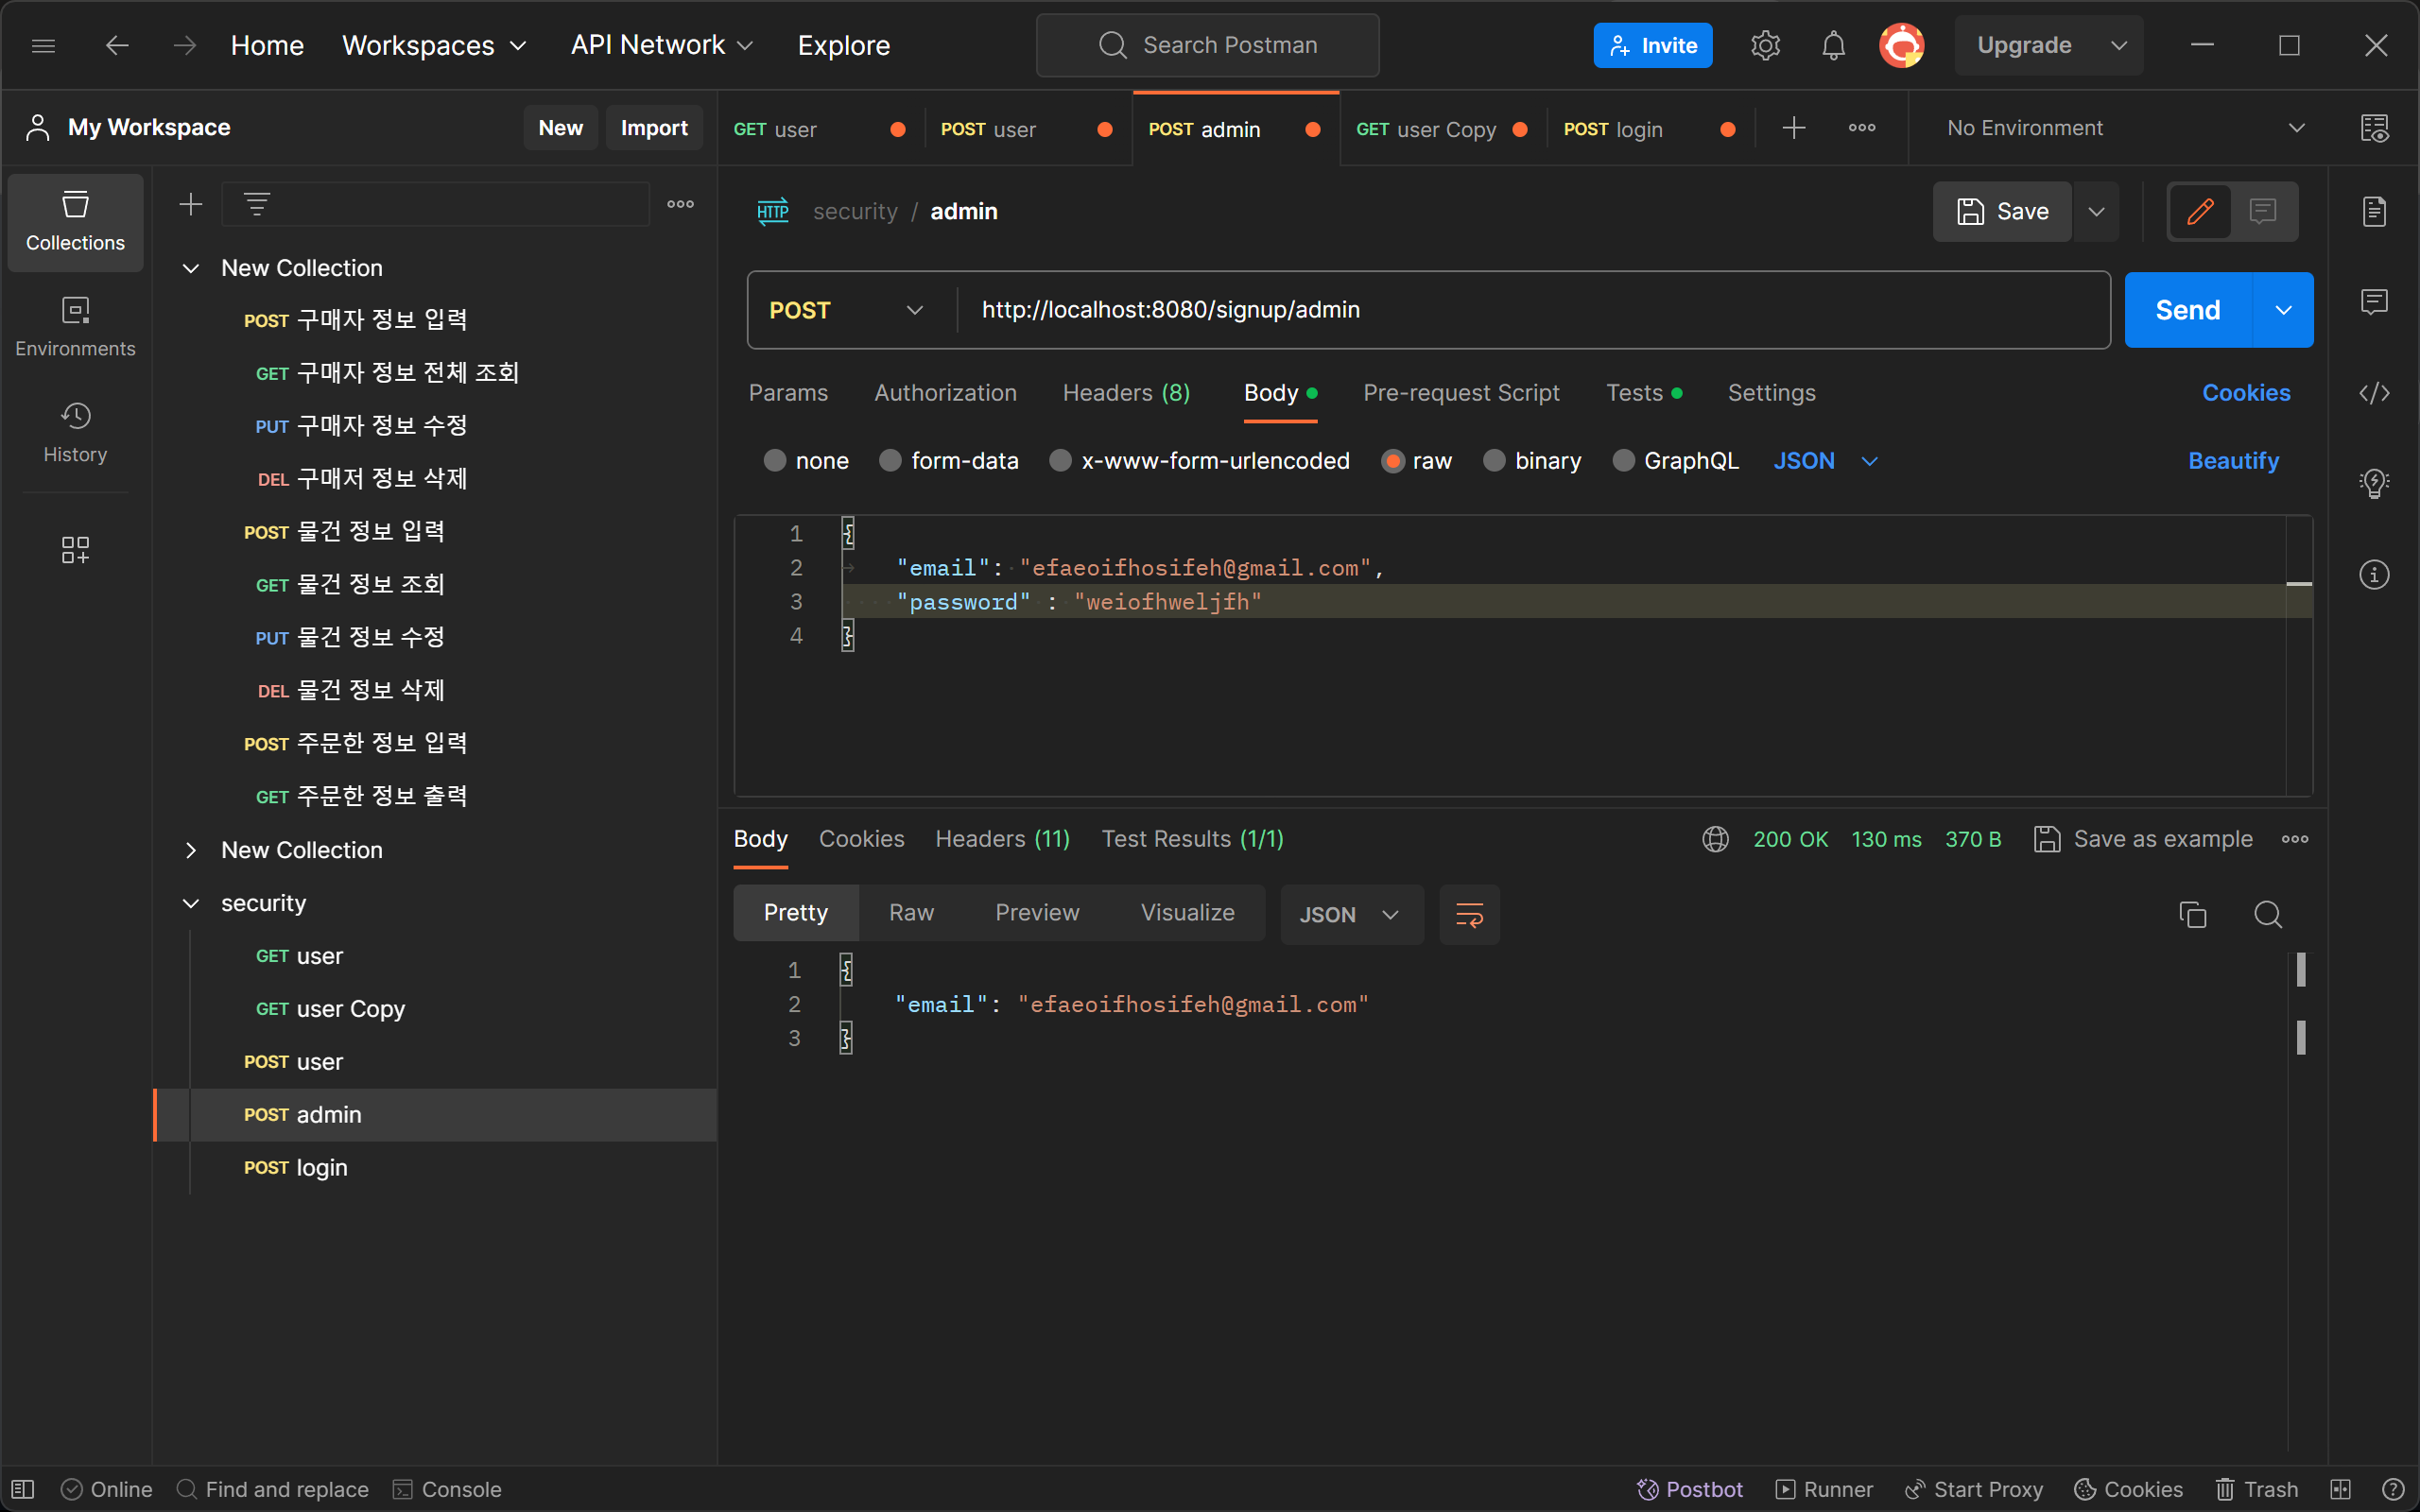 Home Workspaces API Network Explore Search Postman Invite Upgrade
My Workspace New Import GET user POST user POST admin GET user Copy POST login No Environment
Collections
Environments
History
New Collection
POST 구매자 정보 입력
GET 구매자 정보 전체 조회
PUT 구매자 정보 수정
DEL 구매저 정보 삭제
POST 물건 정보 입력
GET 물건 정보 조회
PUT 물건 정보 수정
DEL 물건 정보 삭제
POST 주문한 정보 입력
GET 주문한 정보 출력
New Collection
security
GET user
GET user Copy
POST user
POST admin
POST login
HTTP security / admin Save
POST http://localhost:8080/signup/admin Send
Params Authorization Headers (8) Body Pre-request Script Tests Settings Cookies
none form-data x-www-form-urlencoded raw binary GraphQL JSON Beautify
1 {
2 "email": "efaeoifhosifeh@gmail.com",
3 "password" : "weiofhweljfh"
4 }
Body Cookies Headers (11) Test Results (1/1) 200 OK 130 ms 370 B Save as example
Pretty Raw Preview Visualize JSON
1 {
2 "email": "efaeoifhosifeh@gmail.com"
3 }
Online Find and replace Console Postbot Runner Start Proxy Cookies Trash